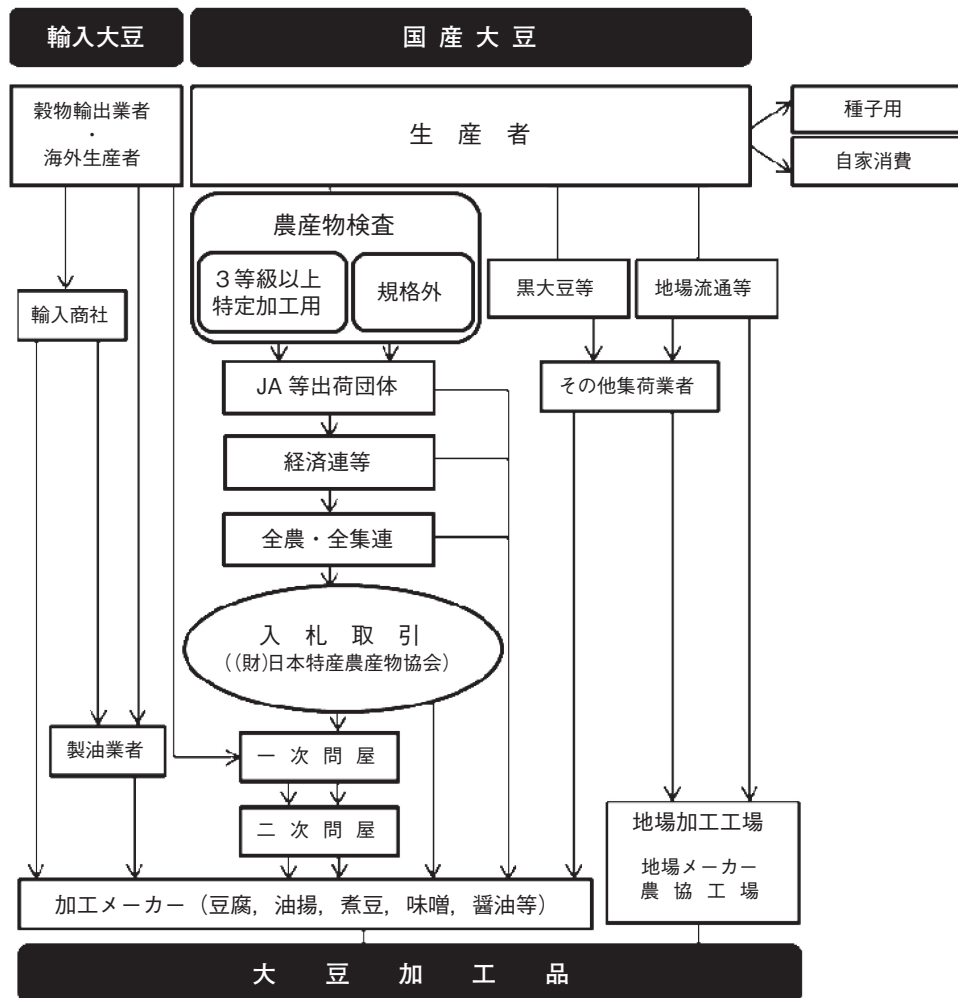 輸入大豆
国産大豆
穀物輸出業者
・
海外生産者
生産者
種子用
自家消費
農産物検査
3等級以上
特定加工用
規格外
黒大豆等
地場流通等
輸入商社
JA等出荷団体
その他集荷業者
経済連等
全農・全集連
入札取引
((財)日本特産農産物協会)
製油業者
一次問屋
二次問屋
地場加工工場
地場メーカー
農協工場
加工メーカー(豆腐,油揚,煮豆,味噌,醤油等)
大豆加工品